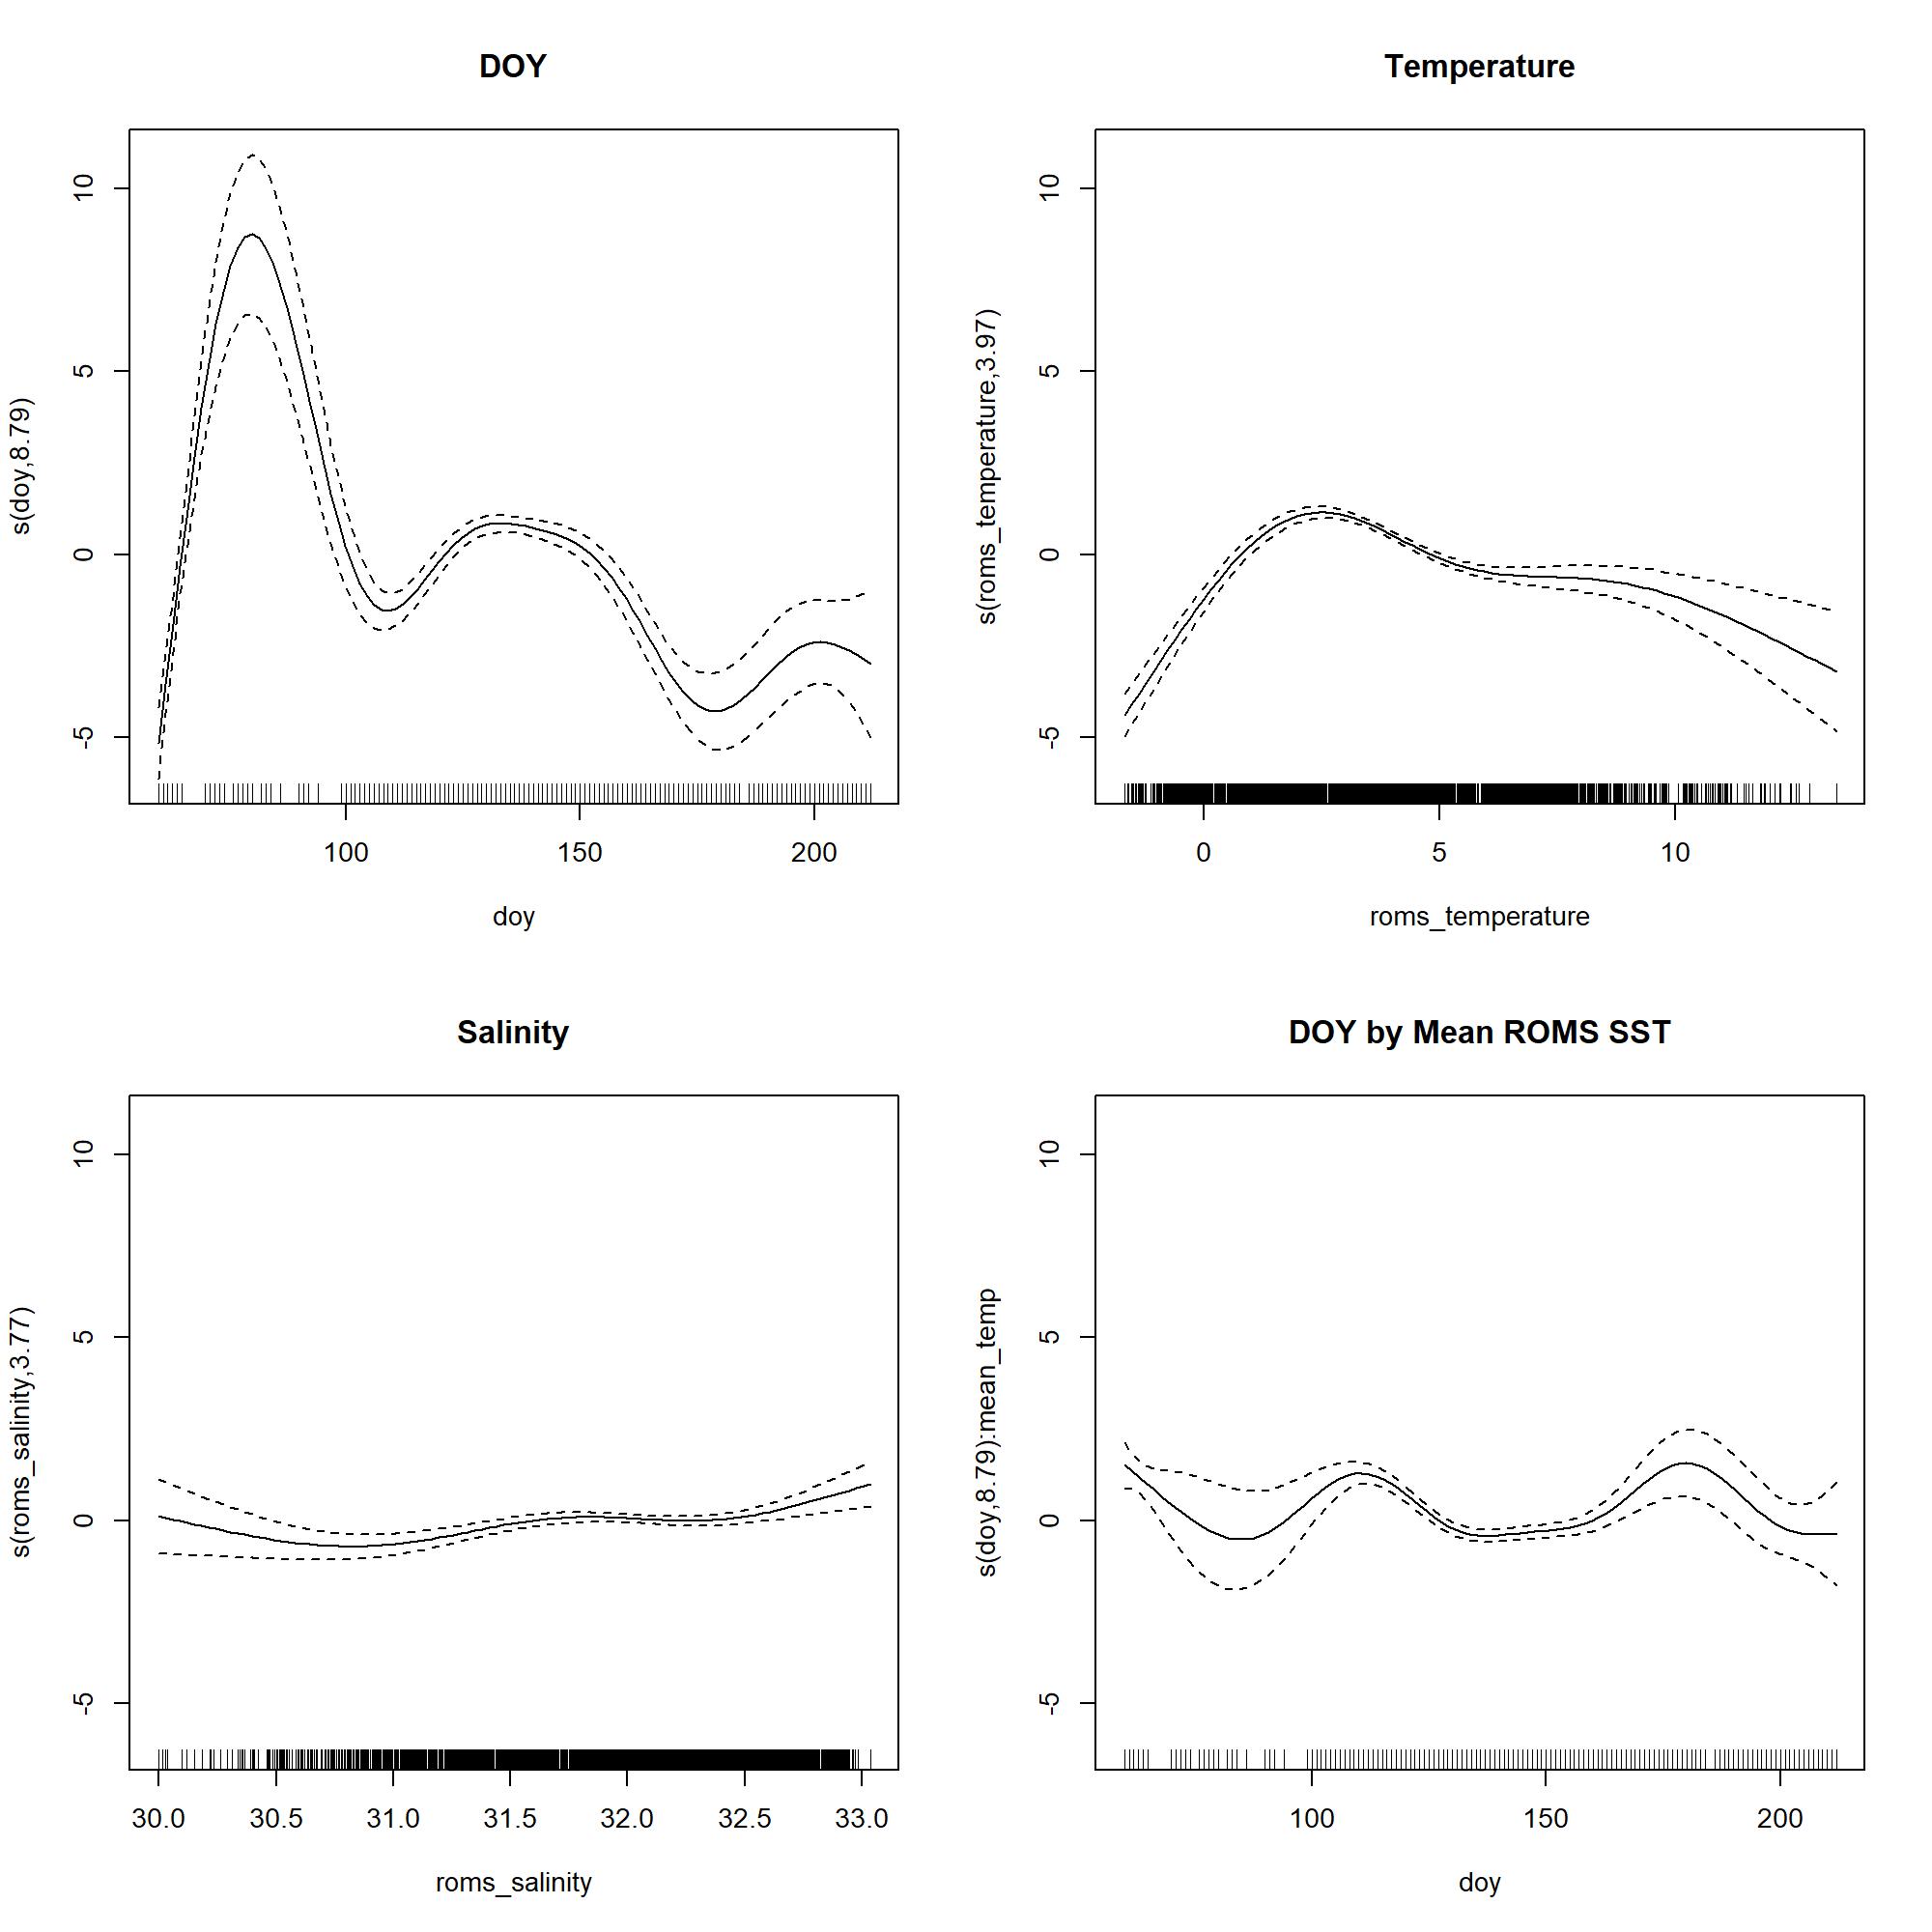 DOY
s(doy,8.79)
10
5
0
-5
100 150 200
doy
Temperature
s(roms_temperature,3.97)
10
5
0
-5
0 5 10
roms_temperature
Salinity
s(roms_salinity,3.77)
10
5
0
-5
30.0 30.5 31.0 31.5 32.0 32.5 33.0
roms_salinity
DOY by Mean ROMS SST
s(doy,8.79):mean_temp
10
5
0
-5
100 150 200
doy